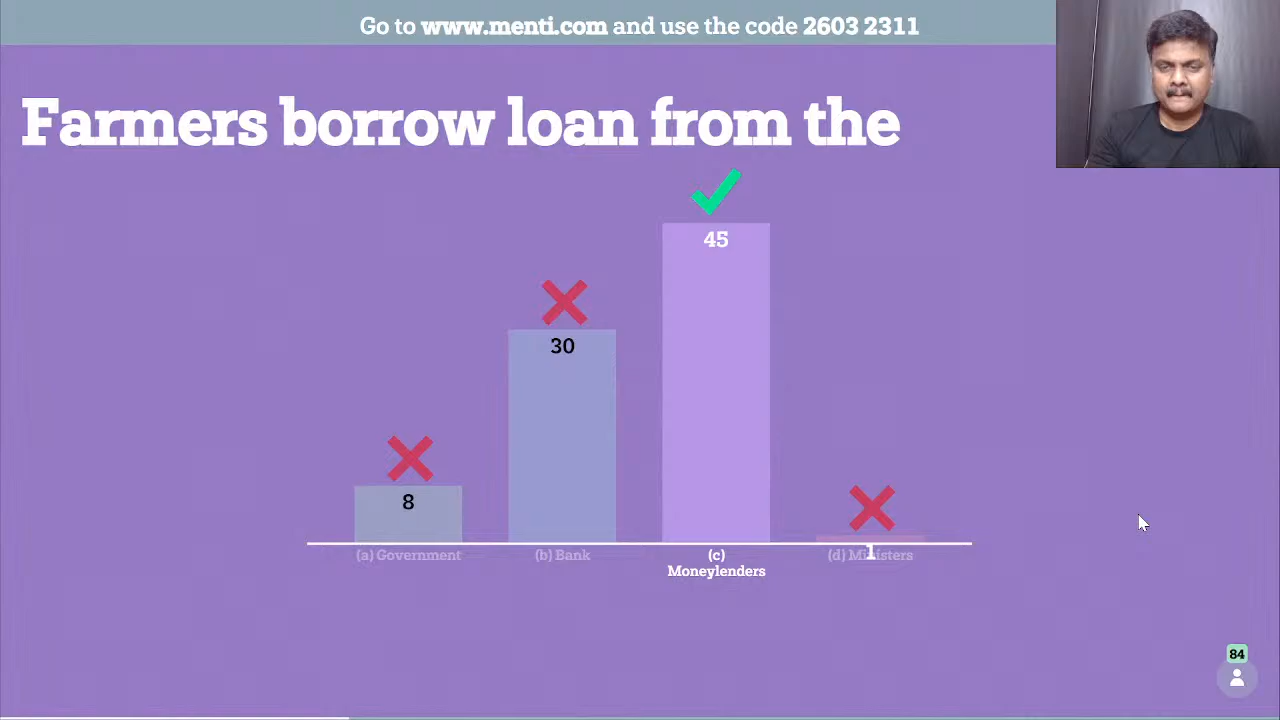 Go to www.menti.com and use the code 2603 2311
Farmers borrow loan from the
45
30
8
1
(a) Government
(b) Bank
(c)
Moneylenders
(d) Ministers
84